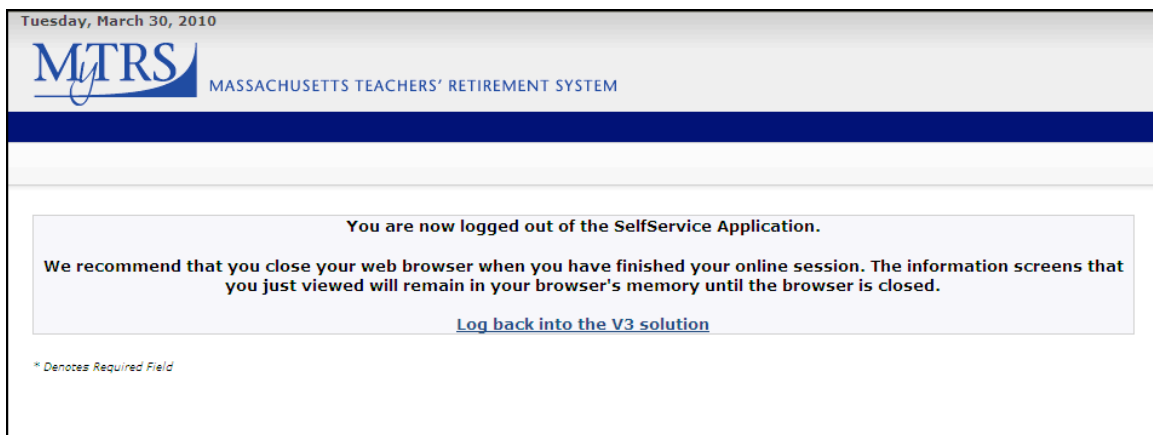 Tuesday, March 30, 2010
MyTRS
MASSACHUSETTS TEACHERS' RETIREMENT SYSTEM
You are now logged out of the SelfService Application.
We recommend that you close your web browser when you have finished your online session. The information screens that
you just viewed will remain in your browser's memory until the browser is closed.
Log back into the V3 solution
* Denotes Required Field